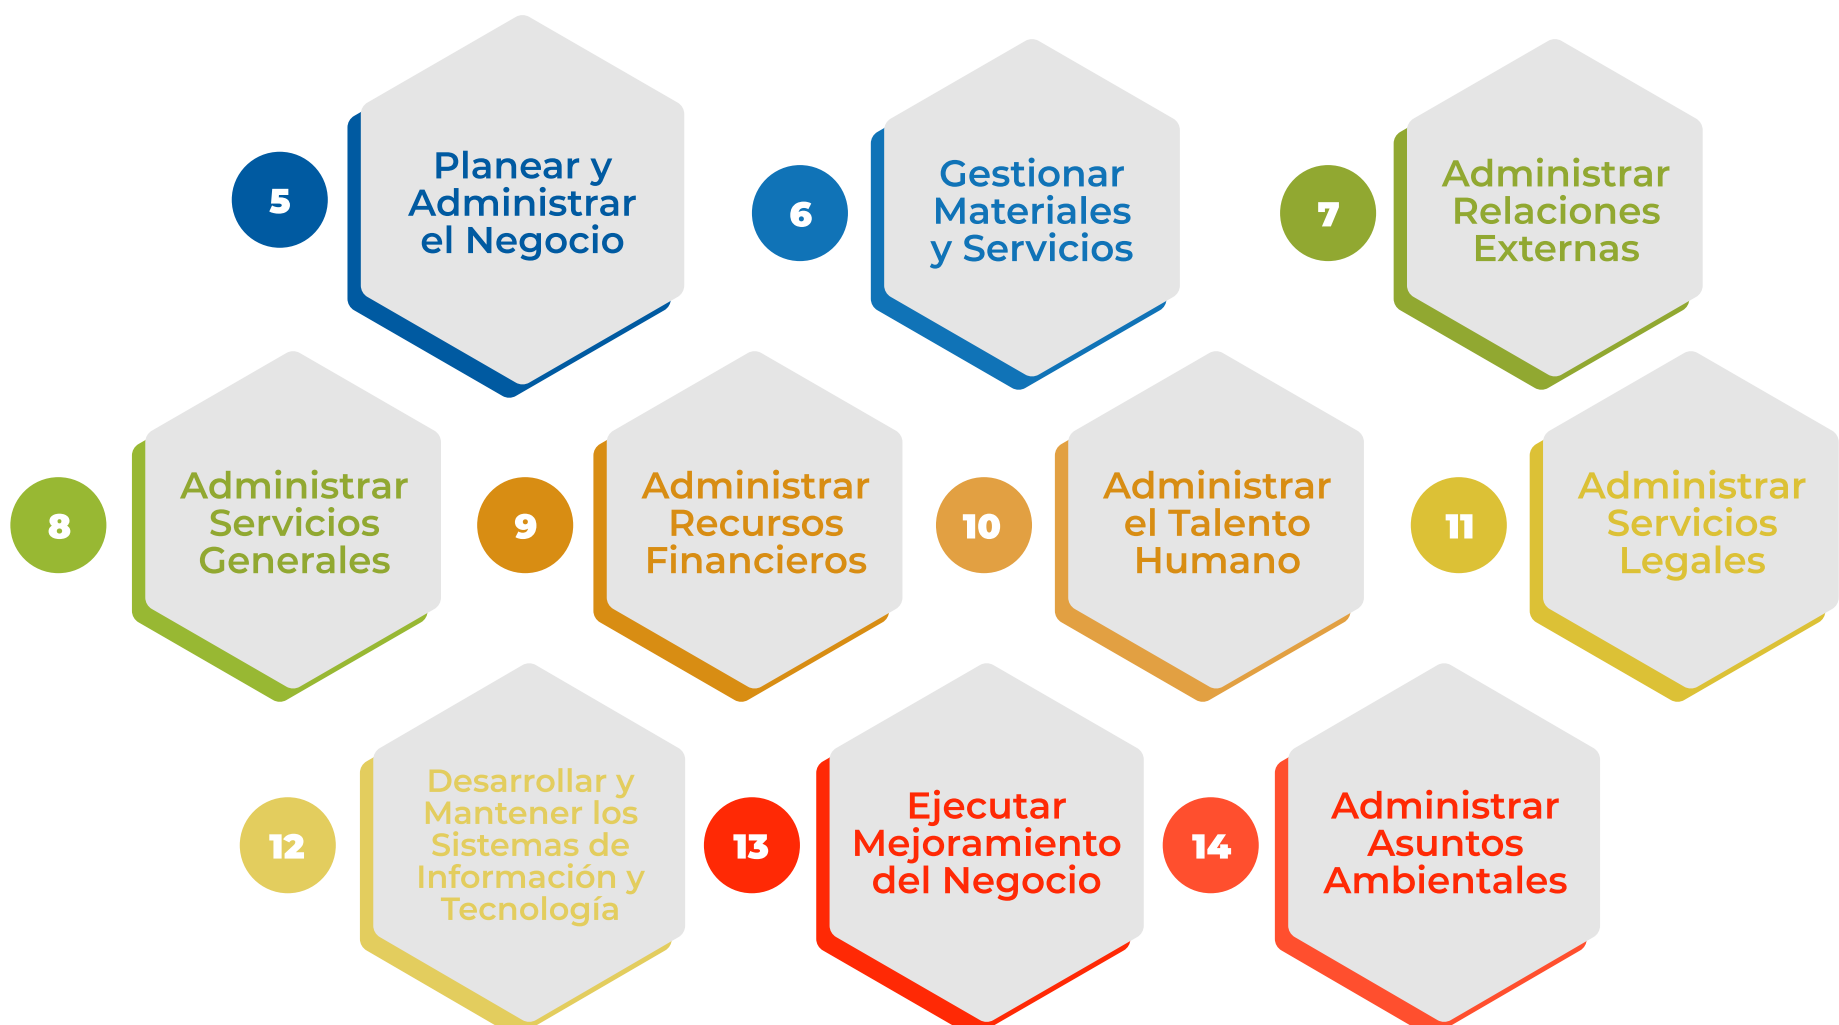 5
Planear y
Administrar
el Negocio
6
Gestionar
Materiales
y Servicios
7
Administrar
Relaciones
Externas
8
Administrar
Servicios
Generales
9
Administrar
Recursos
Financieros
10
Administrar
el Talento
Humano
11
Administrar
Servicios
Legales
12
Desarrollar y
Mantener los
Sistemas de
Información y
Tecnología
13
Ejecutar
Mejoramiento
del Negocio
14
Administrar
Asuntos
Ambientales